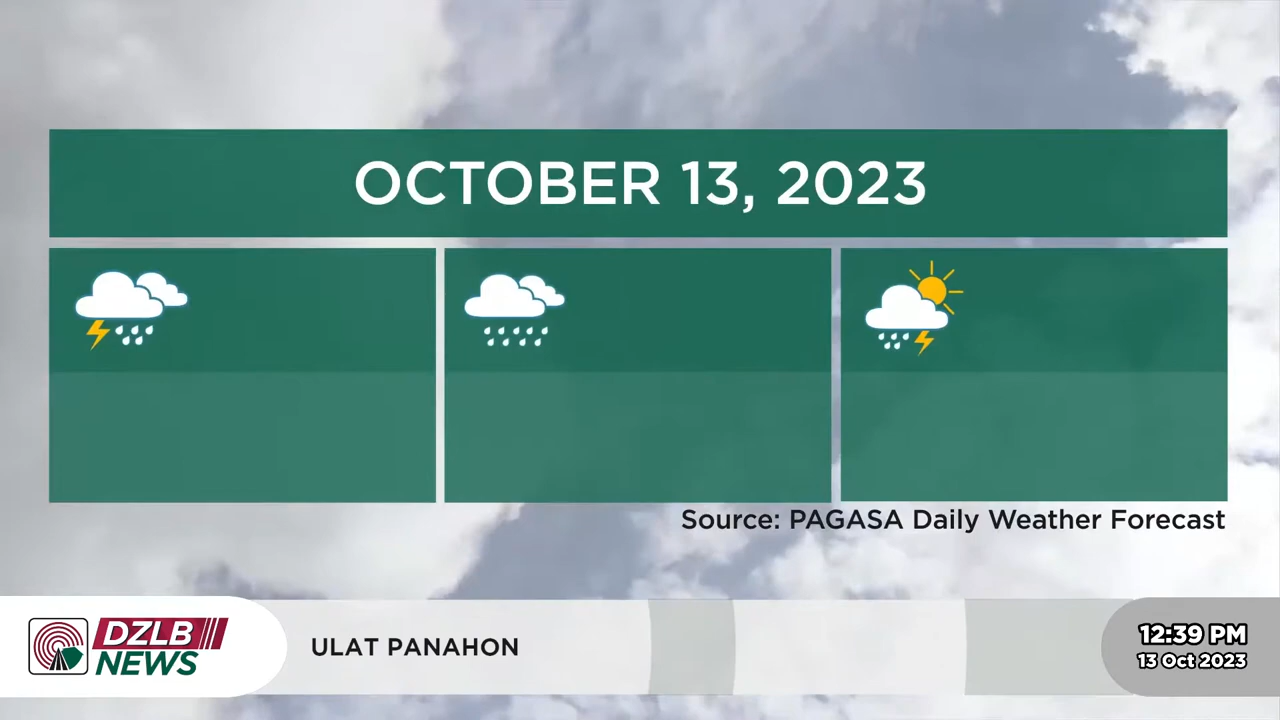 OCTOBER 13, 2023
Source: PAGASA Daily Weather Forecast
DZLB
NEWS
ULAT PANAHON
12:39 PM
13 Oct 2023